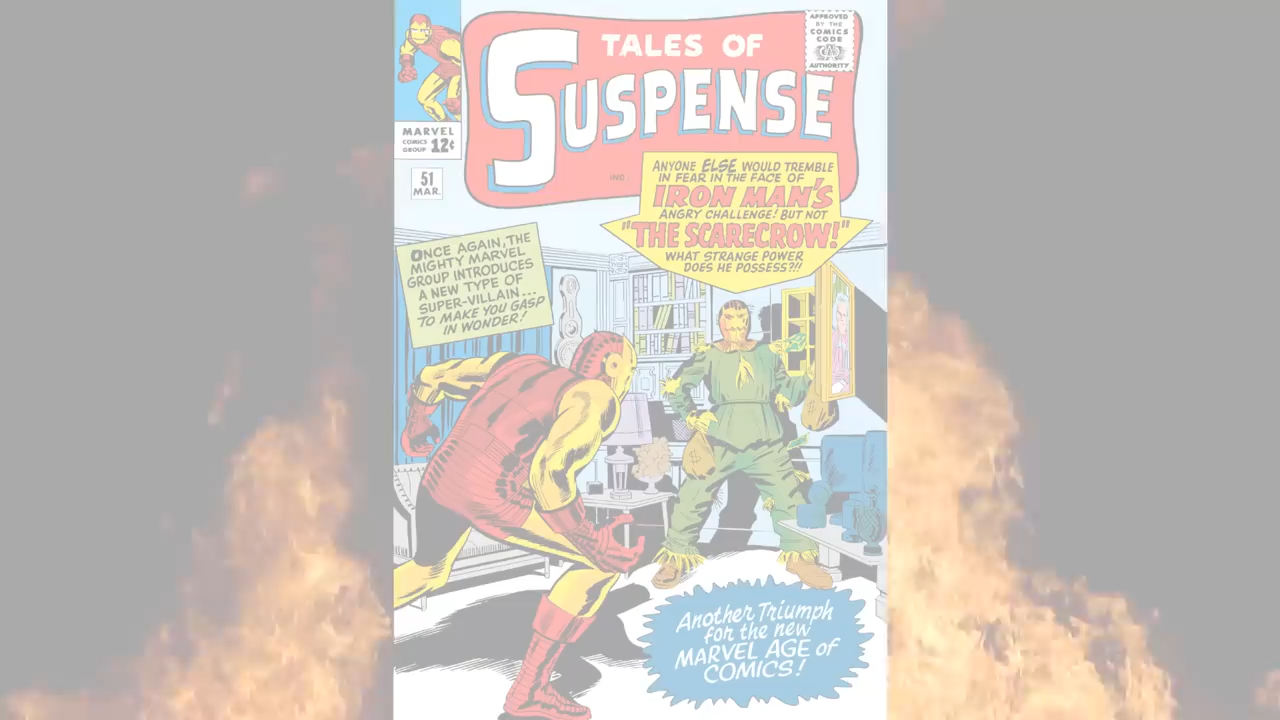 TALES OF
SUSPENSE
APPROVED
BY THE
COMICS
CODE
AUTHORITY
MARVEL
COMICS
GROUP 12¢
51
MAR.
IND.
ANYONE ELSE WOULD TREMBLE
IN FEAR IN THE FACE OF
IRON MAN'S
ANGRY CHALLENGE! BUT NOT
"THE SCARECROW!"
WHAT STRANGE POWER
DOES HE POSSESS?!!
ONCE AGAIN, THE
MIGHTY MARVEL
GROUP INTRODUCES
A NEW TYPE OF
SUPER-VILLAIN...
TO MAKE YOU GASP
IN WONDER!
Another Triumph
for the new
MARVEL AGE of
COMICS!